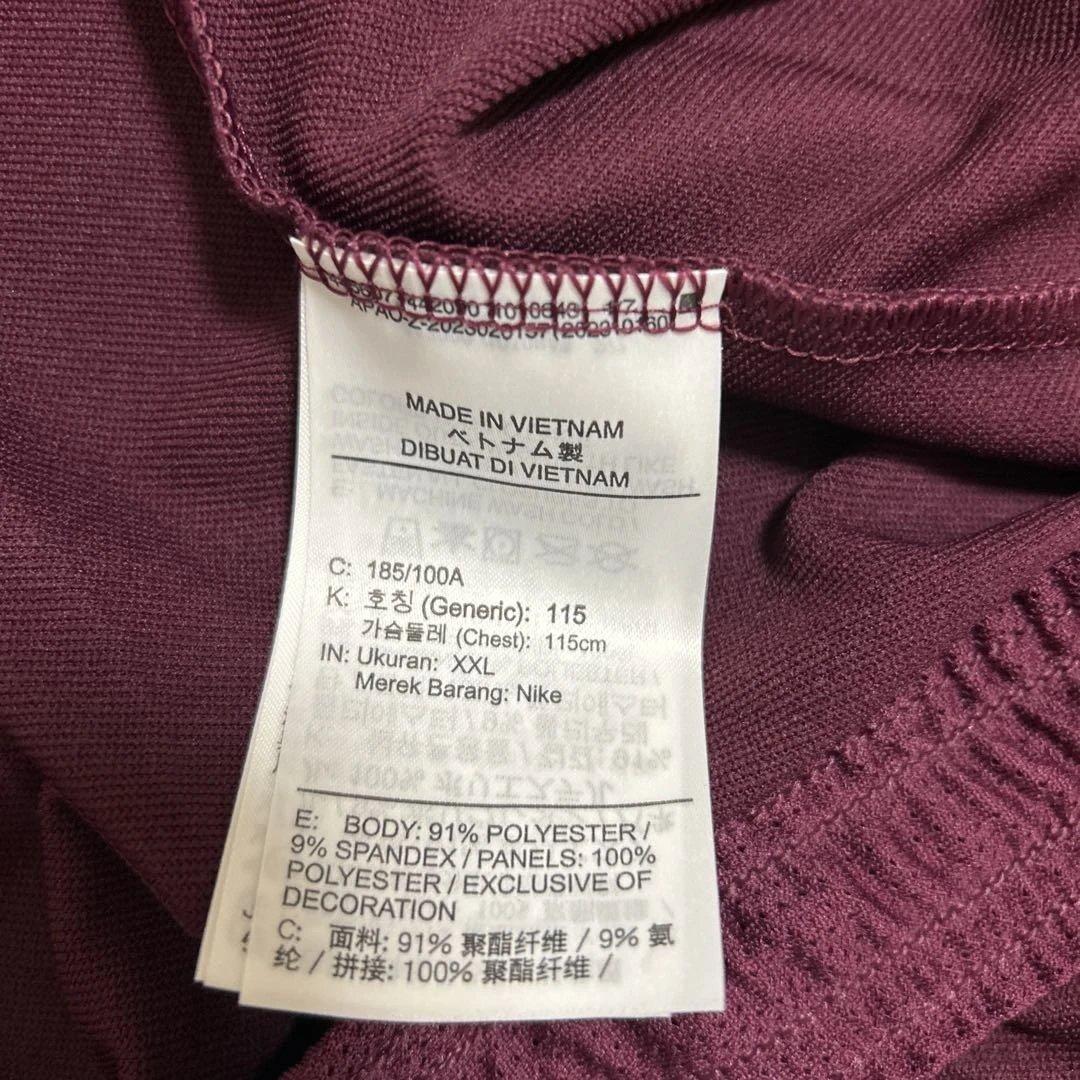 MADE IN VIETNAM
ベトナム製
DIBUAT DI VIETNAM
C: 185/100A
K: 호칭 (Generic): 115
가슴둘레 (Chest): 115cm
IN: Ukuran: XXL
Merek Barang: Nike
E: BODY: 91% POLYESTER /
9% SPANDEX / PANELS: 100%
POLYESTER / EXCLUSIVE OF
DECORATION
C: 面料: 91% 聚酯纤维 / 9% 氨
纶 / 拼接: 100% 聚酯纤维 /